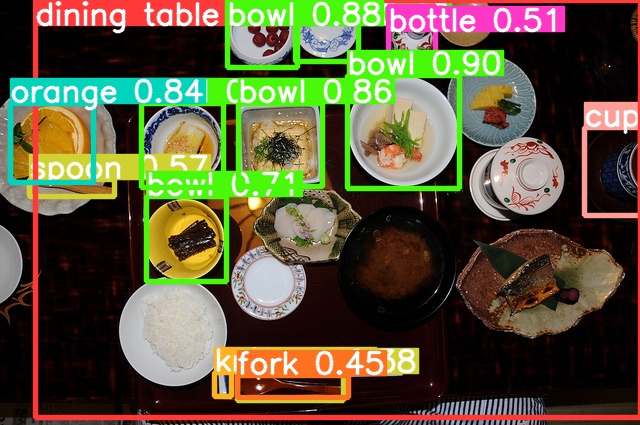 dining table
bowl 0.88
bottle 0.51
bowl 0.90
orange 0.84
bowl 0.86
cup
spoon 0.57
bowl 0.71
fork 0.45